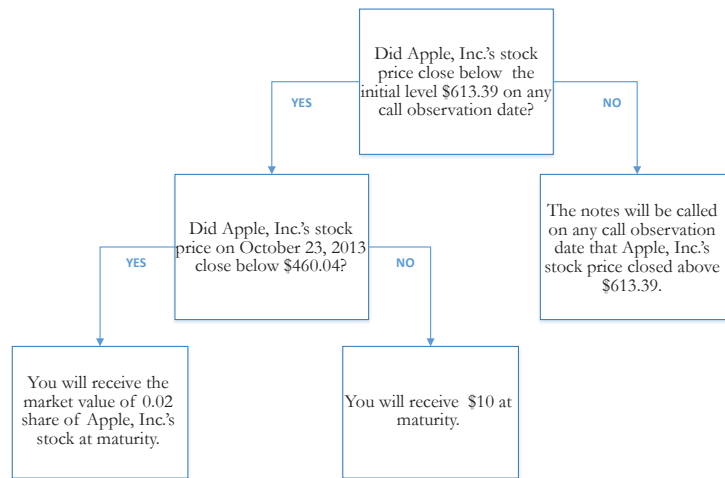 Did Apple, Inc.'s stock
price close below the
initial level $613.39 on any
call observation date?
YES
NO
Did Apple, Inc.'s stock
price on October 23, 2013
close below $460.04?
The notes will be called
on any call observation
date that Apple, Inc.'s
stock price closed above
$613.39.
YES
NO
You will receive the
market value of 0.02
share of Apple, Inc.'s
stock at maturity.
You will receive $10 at
maturity.